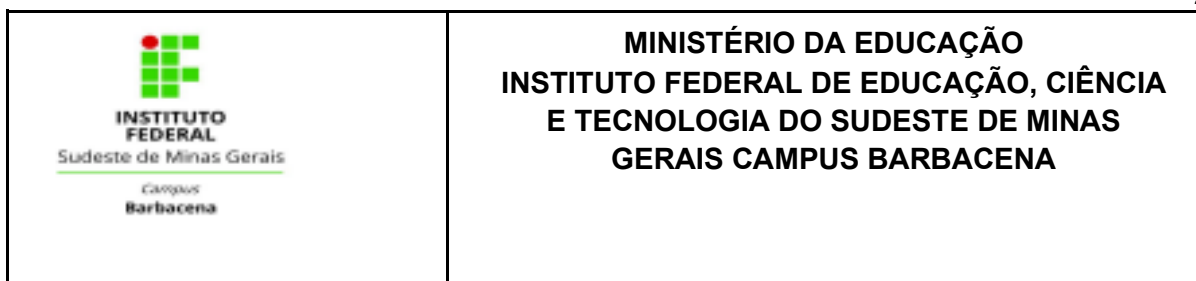 INSTITUTO
FEDERAL
Sudeste de Minas Gerais
Campus
Barbacena
MINISTÉRIO DA EDUCAÇÃO
INSTITUTO FEDERAL DE EDUCAÇÃO, CIÊNCIA
E TECNOLOGIA DO SUDESTE DE MINAS
GERAIS CAMPUS BARBACENA